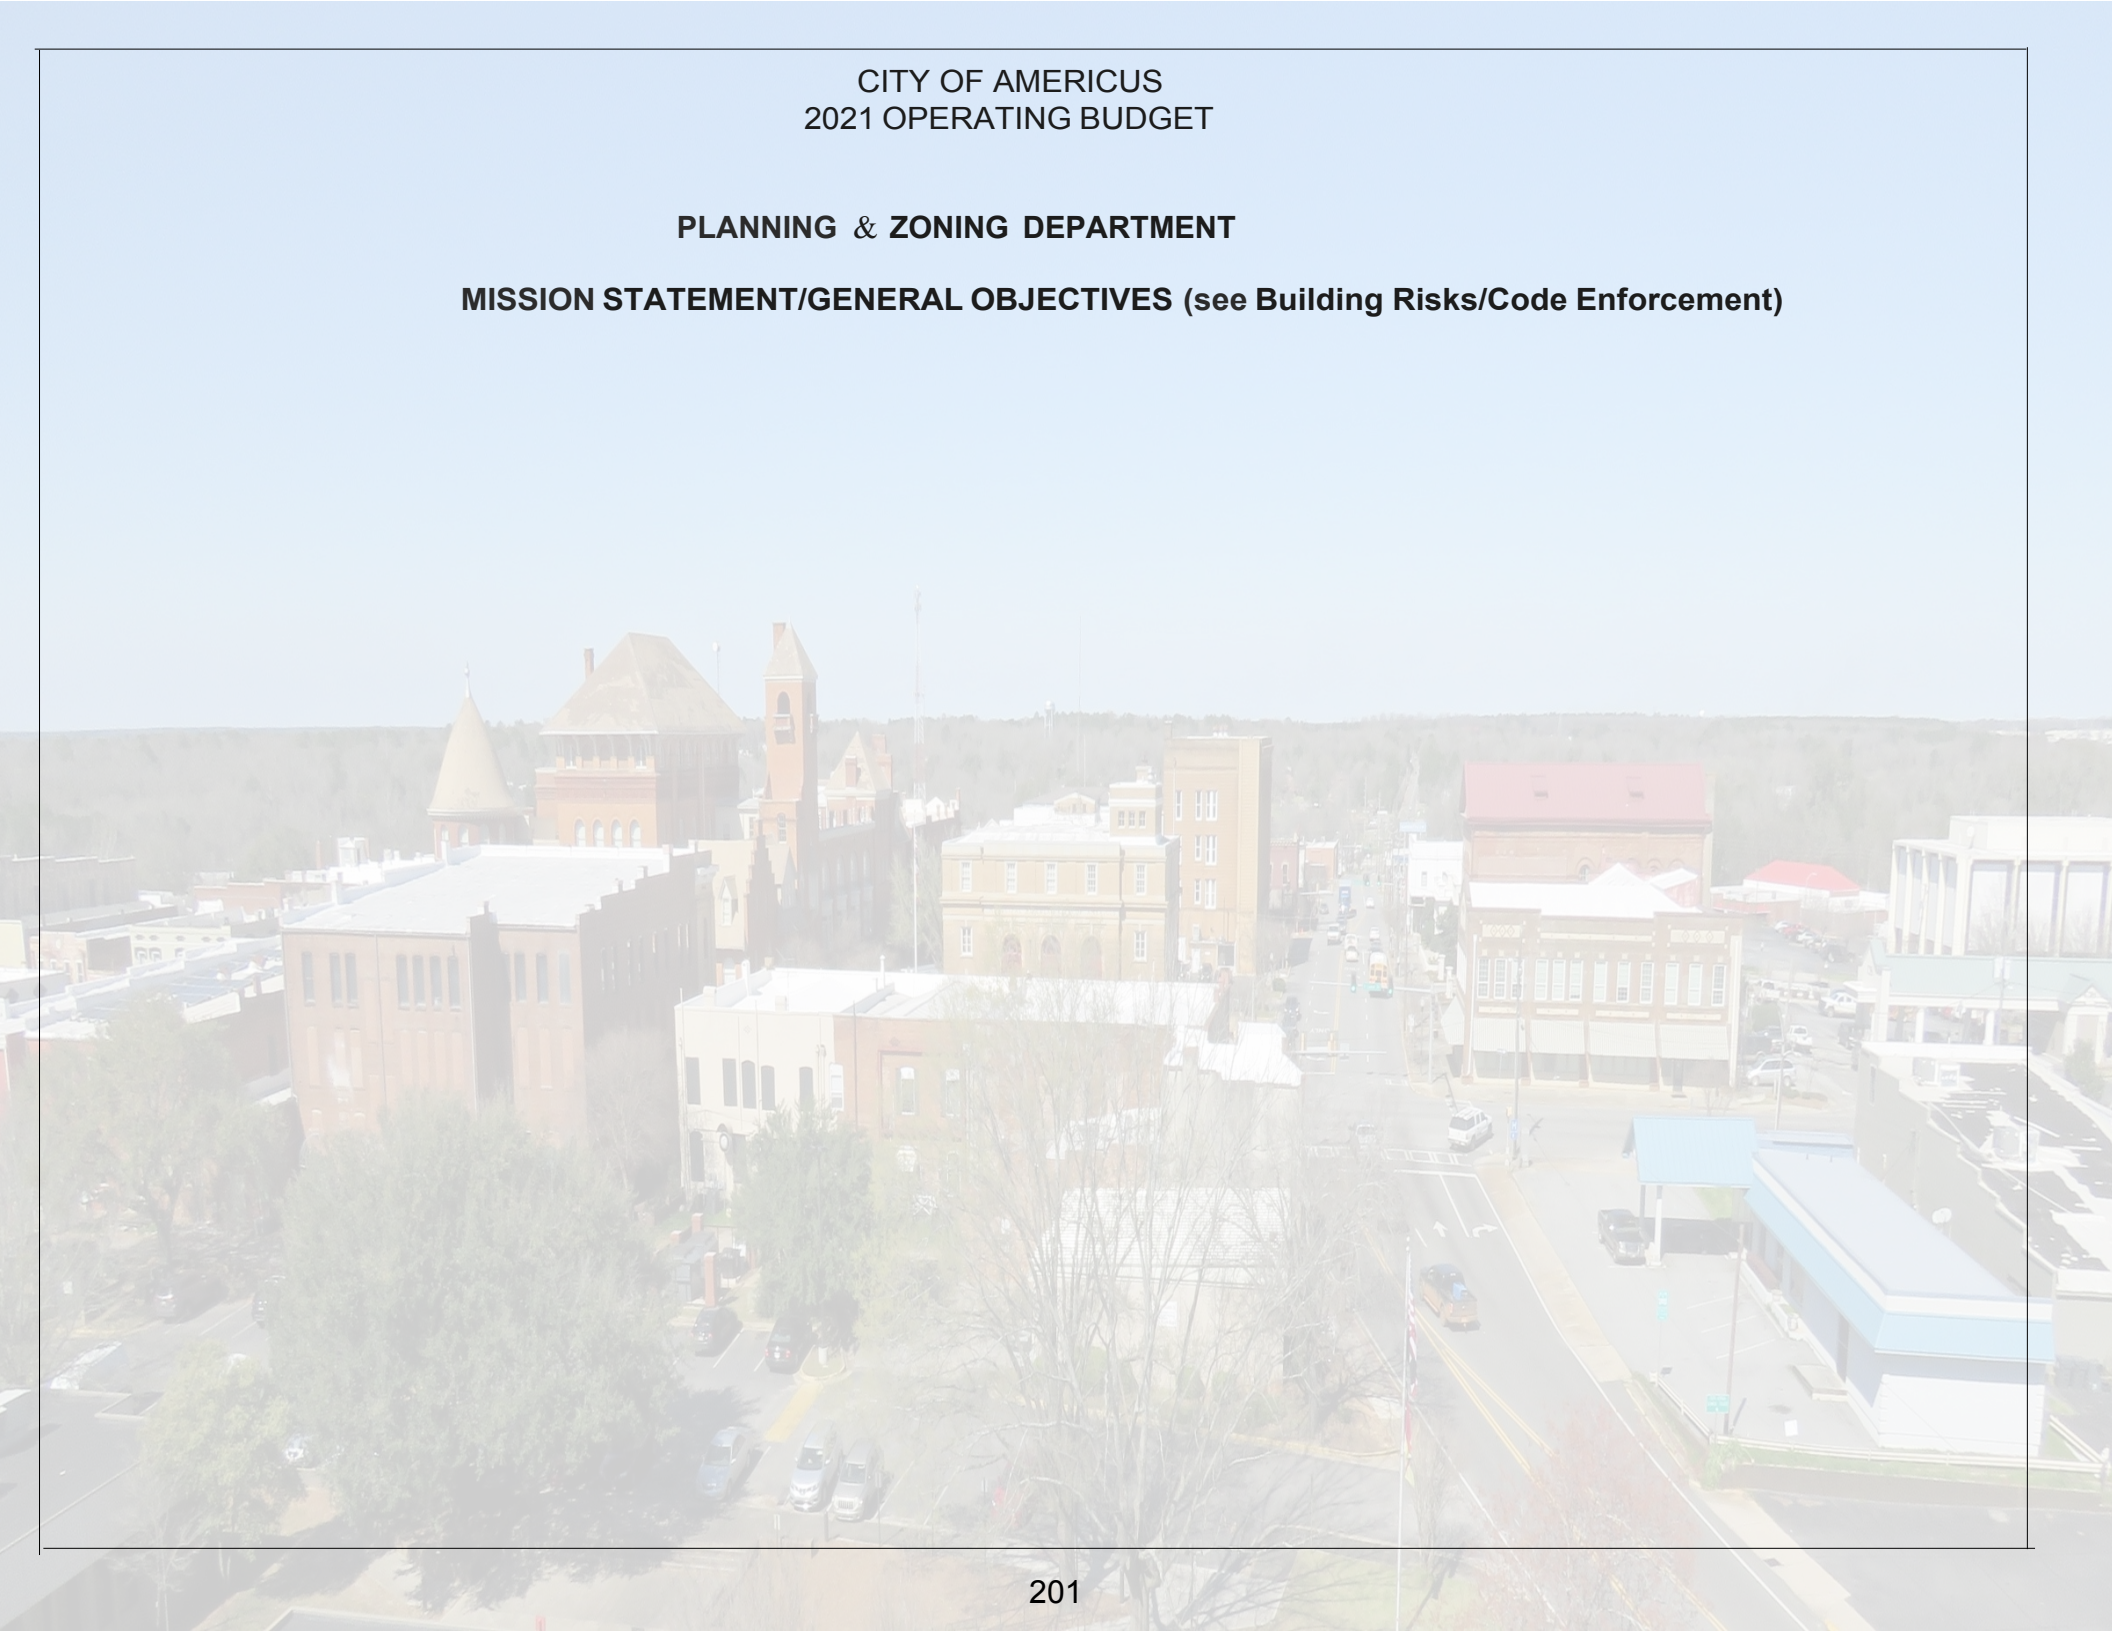 CITY OF AMERICUS
2021 OPERATING BUDGET
PLANNING & ZONING DEPARTMENT
MISSION STATEMENT/GENERAL OBJECTIVES (see Building Risks/Code Enforcement)
201